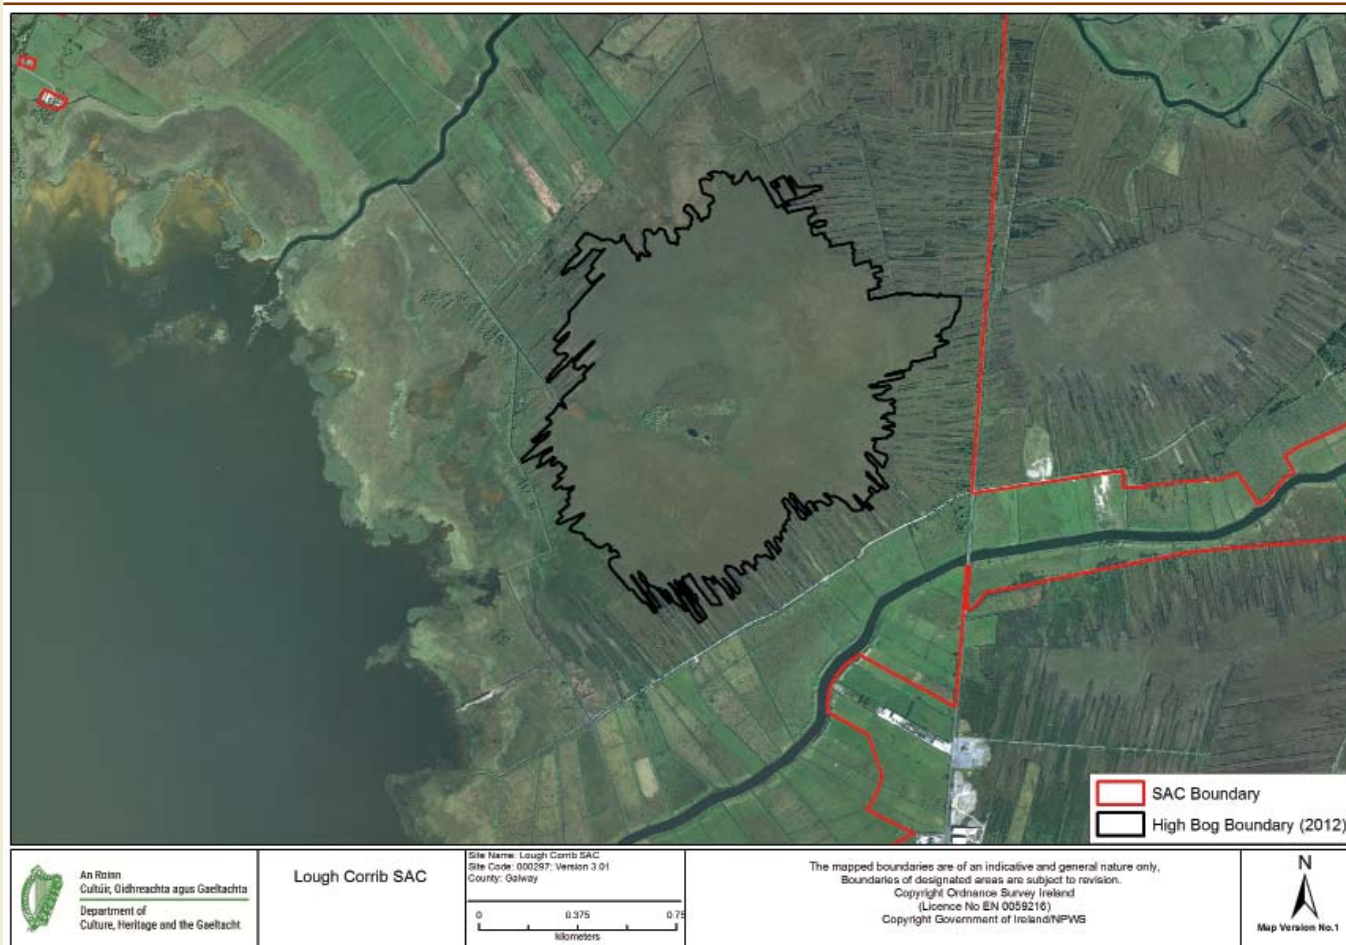 SAC Boundary
High Bog Boundary (2012)
An Roinn
Cultúir, Oidhreachta agus Gaeltachta
Department of
Culture, Heritage and the Gaeltacht
Lough Corrib SAC
Site Name: Lough Corrib SAC
Site Code: 000297; Version 3.01
County: Galway
0 0.375 0.75
kilometers
The mapped boundaries are of an indicative and general nature only.
Boundaries of designated areas are subject to revision.
Copyright Ordnance Survey Ireland
(Licence No EN 0059216)
Copyright Government of Ireland/NPWS
N
Map Version No.1